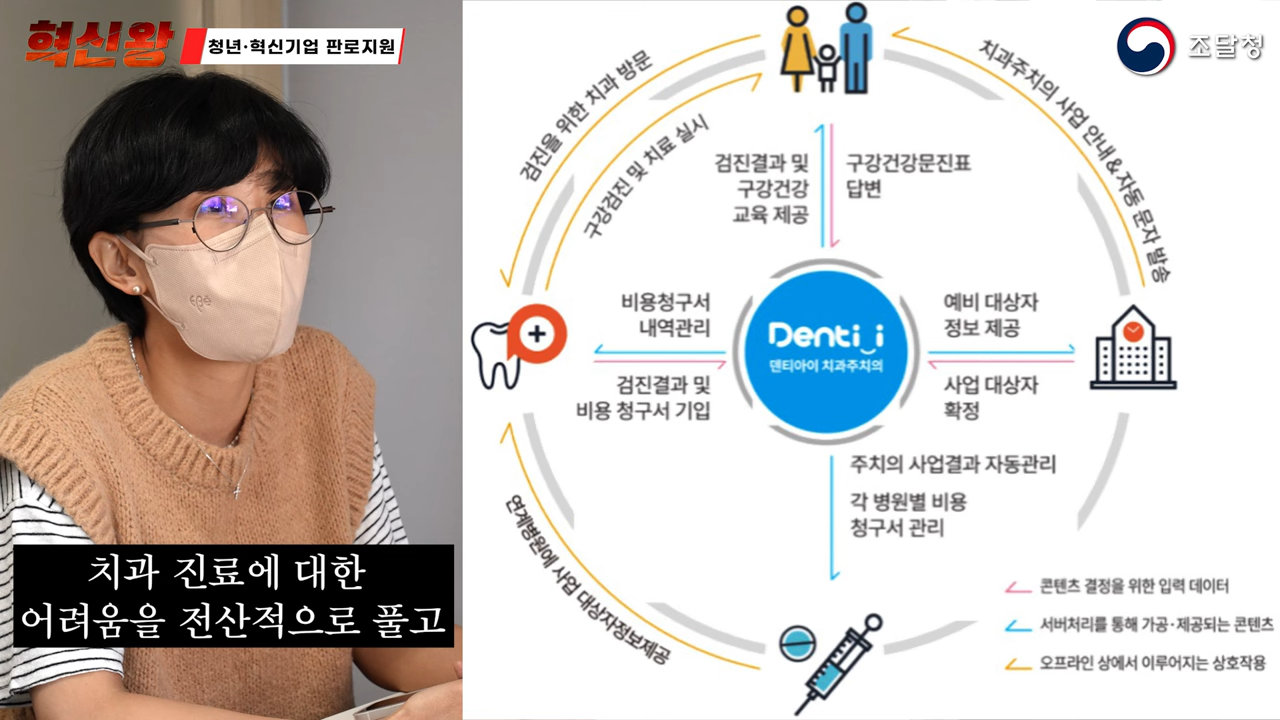 혁신왕
청년·혁신기업 판로지원
조달청
검진을 위한 치과 방문
구강검진 및 치료 실시
치과주치의 사업 안내 & 자동 문자 발송
검진결과 및
구강건강
교육 제공
구강건강문진표
답변
비용청구서
내역관리
검진결과 및
비용 청구서 기입
Denti.i
덴티아이 치과주치의
예비 대상자
정보 제공
사업 대상자
확정
주치의 사업결과 자동관리
각 병원별 비용
청구서 관리
연계병원에 사업 대상자정보제공
콘텐츠 결정을 위한 입력 데이터
서버처리를 통해 가공·제공되는 콘텐츠
오프라인 상에서 이루어지는 상호작용
치과 진료에 대한
어려움을 전산적으로 풀고